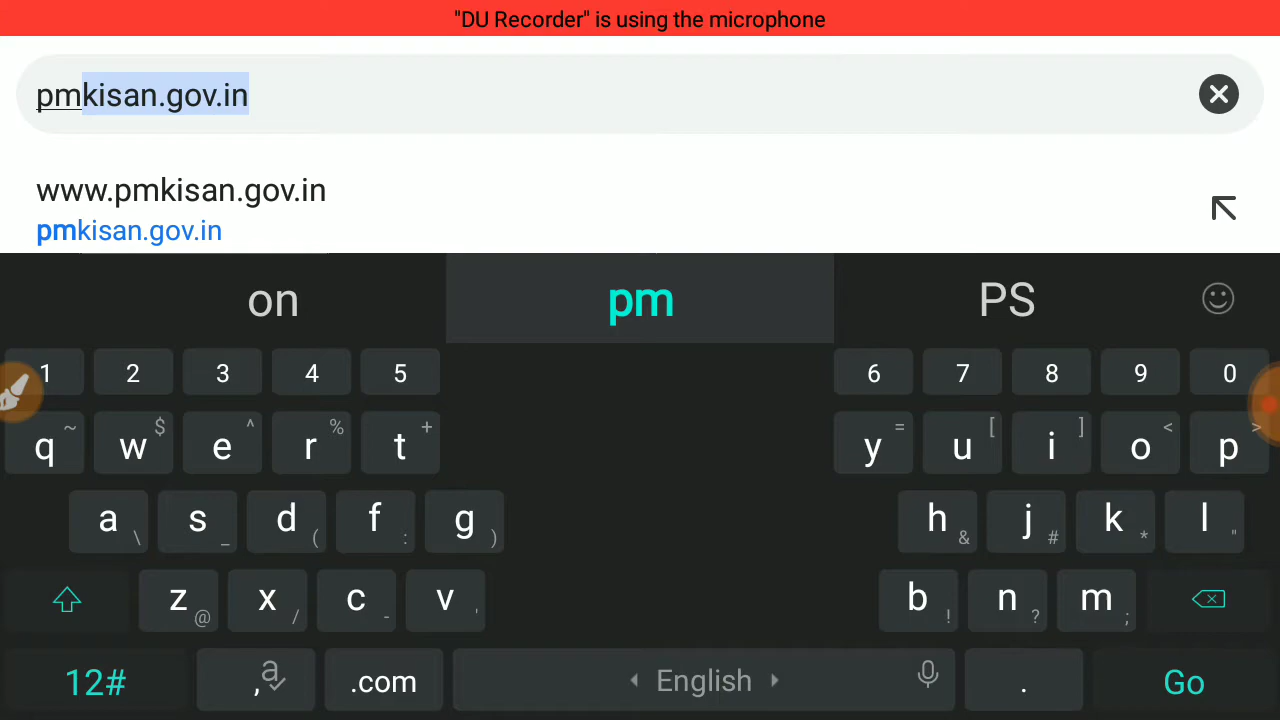 "DU Recorder" is using the microphone
pmkisan.gov.in
www.pmkisan.gov.in
pmkisan.gov.in
on pm PS
1 2 3 4 5 6 7 8 9 0
q ~ w $ e ^ r % t + y = u [ i ] o < p >
a \ s _ d ( f : g ) h & j # k * l "
z @ x / c - v ' b ! n ? m ;
12# , a .com English . Go